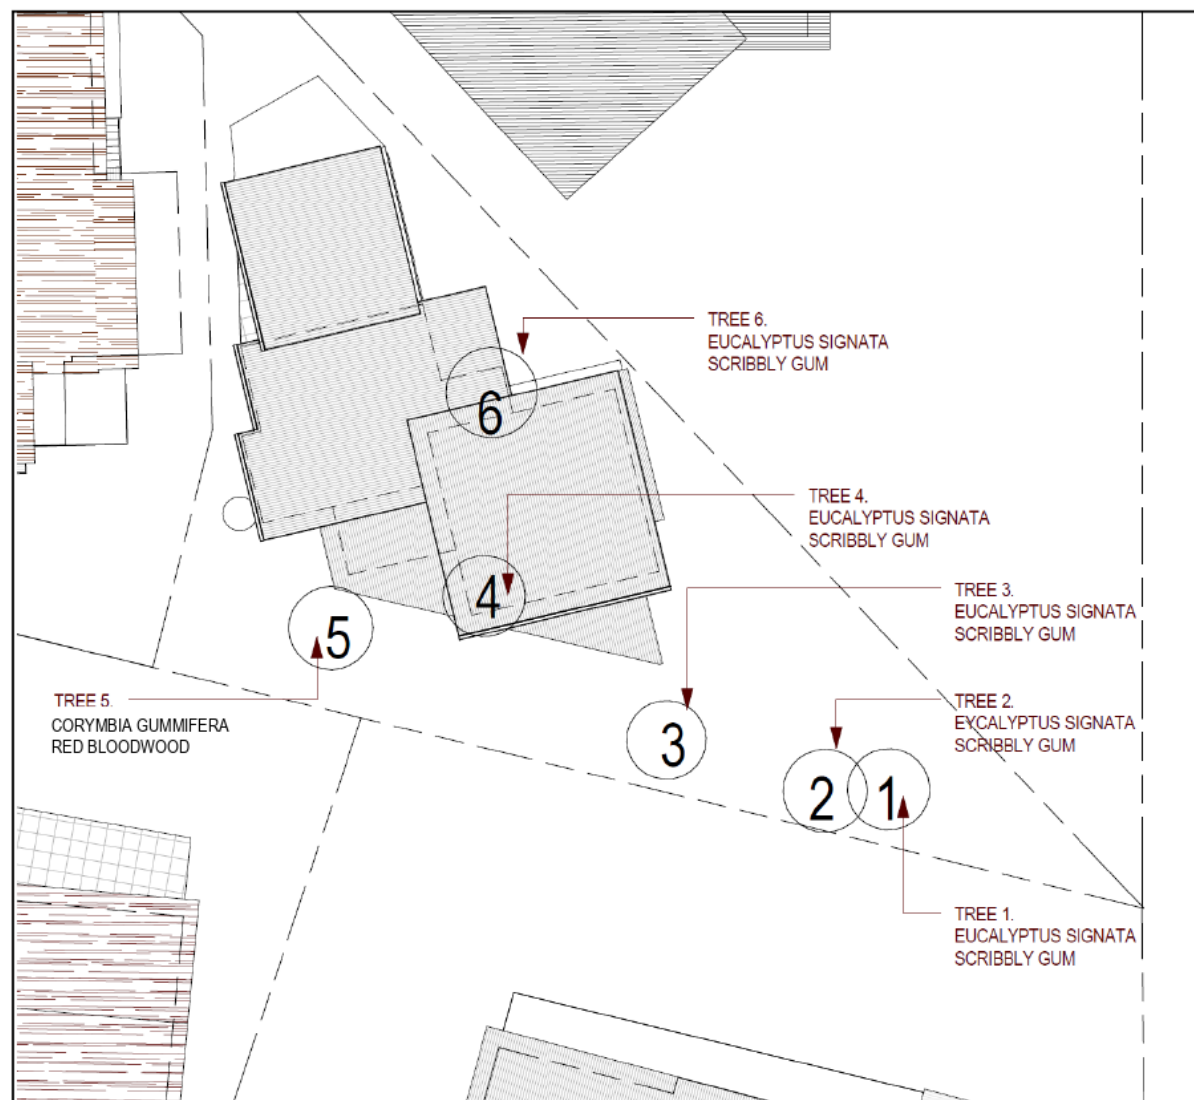 TREE 6.
EUCALYPTUS SIGNATA
SCRIBBLY GUM
6
TREE 4.
EUCALYPTUS SIGNATA
SCRIBBLY GUM
4
TREE 3.
EUCALYPTUS SIGNATA
SCRIBBLY GUM
5
TREE 5.
CORYMBIA GUMMIFERA
RED BLOODWOOD
TREE 2.
EYCALYPTUS SIGNATA
SCRIBBLY GUM
3
2
1
TREE 1.
EUCALYPTUS SIGNATA
SCRIBBLY GUM